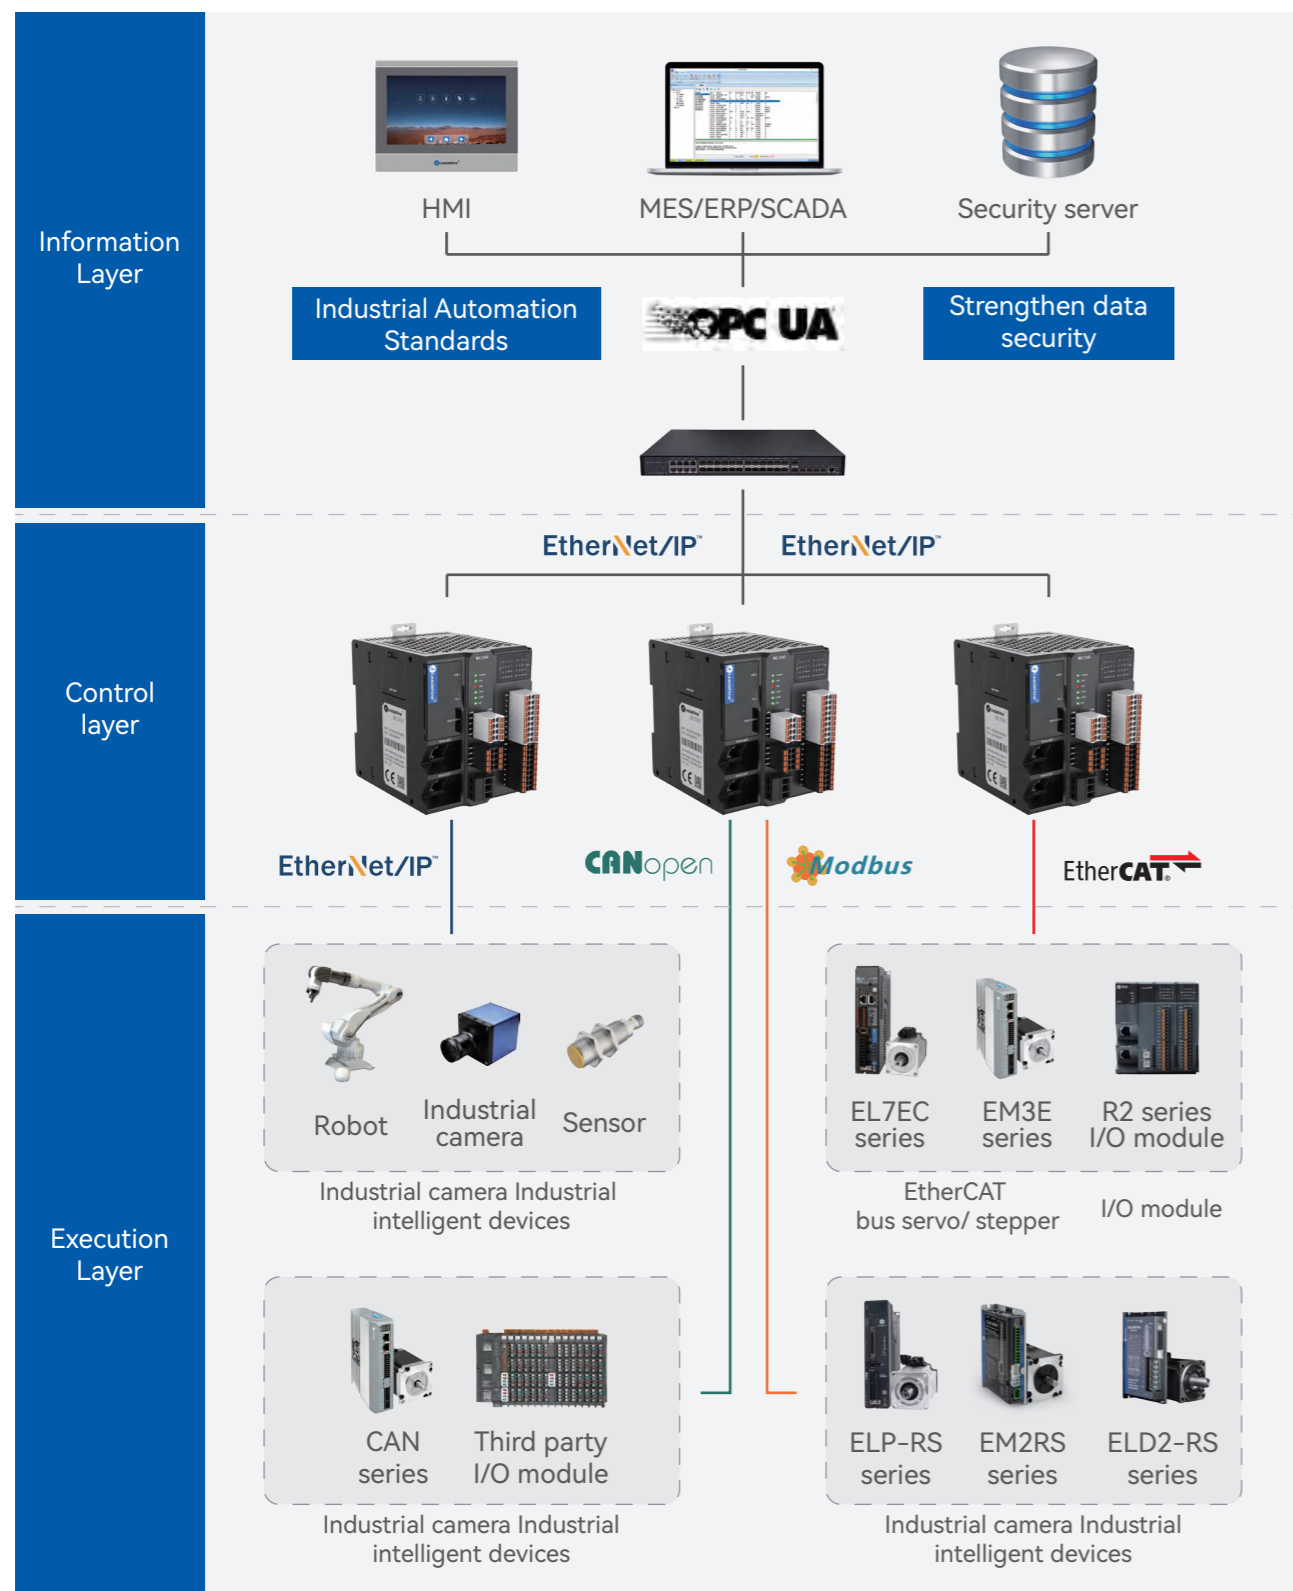 HMI
MES/ERP/SCADA
Security server
Information
Layer
Industrial Automation
Standards
OPC UA
Strengthen data
security
EtherNet/IP™
EtherNet/IP™
Control
layer
EtherNet/IP™
CANopen
Modbus
EtherCAT®
Robot
Industrial
camera
Sensor
Industrial camera Industrial
intelligent devices
EL7EC
series
EM3E
series
R2 series
I/O module
EtherCAT
bus servo/ stepper
I/O module
Execution
Layer
CAN
series
Third party
I/O module
Industrial camera Industrial
intelligent devices
ELP-RS
series
EM2RS
series
ELD2-RS
series
Industrial camera Industrial
intelligent devices